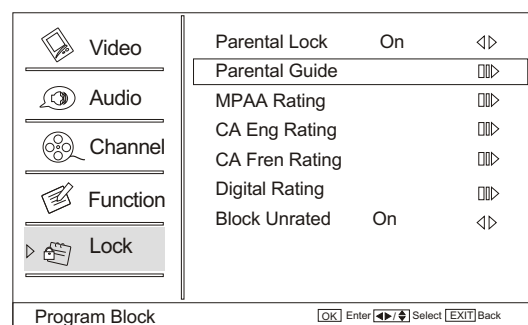 Video
Audio
Channel
Function
Lock
Parental Lock On
Parental Guide
MPAA Rating
CA Eng Rating
CA Fren Rating
Digital Rating
Block Unrated On
Program Block
OK Enter ◀▶/▲▼ Select EXIT Back